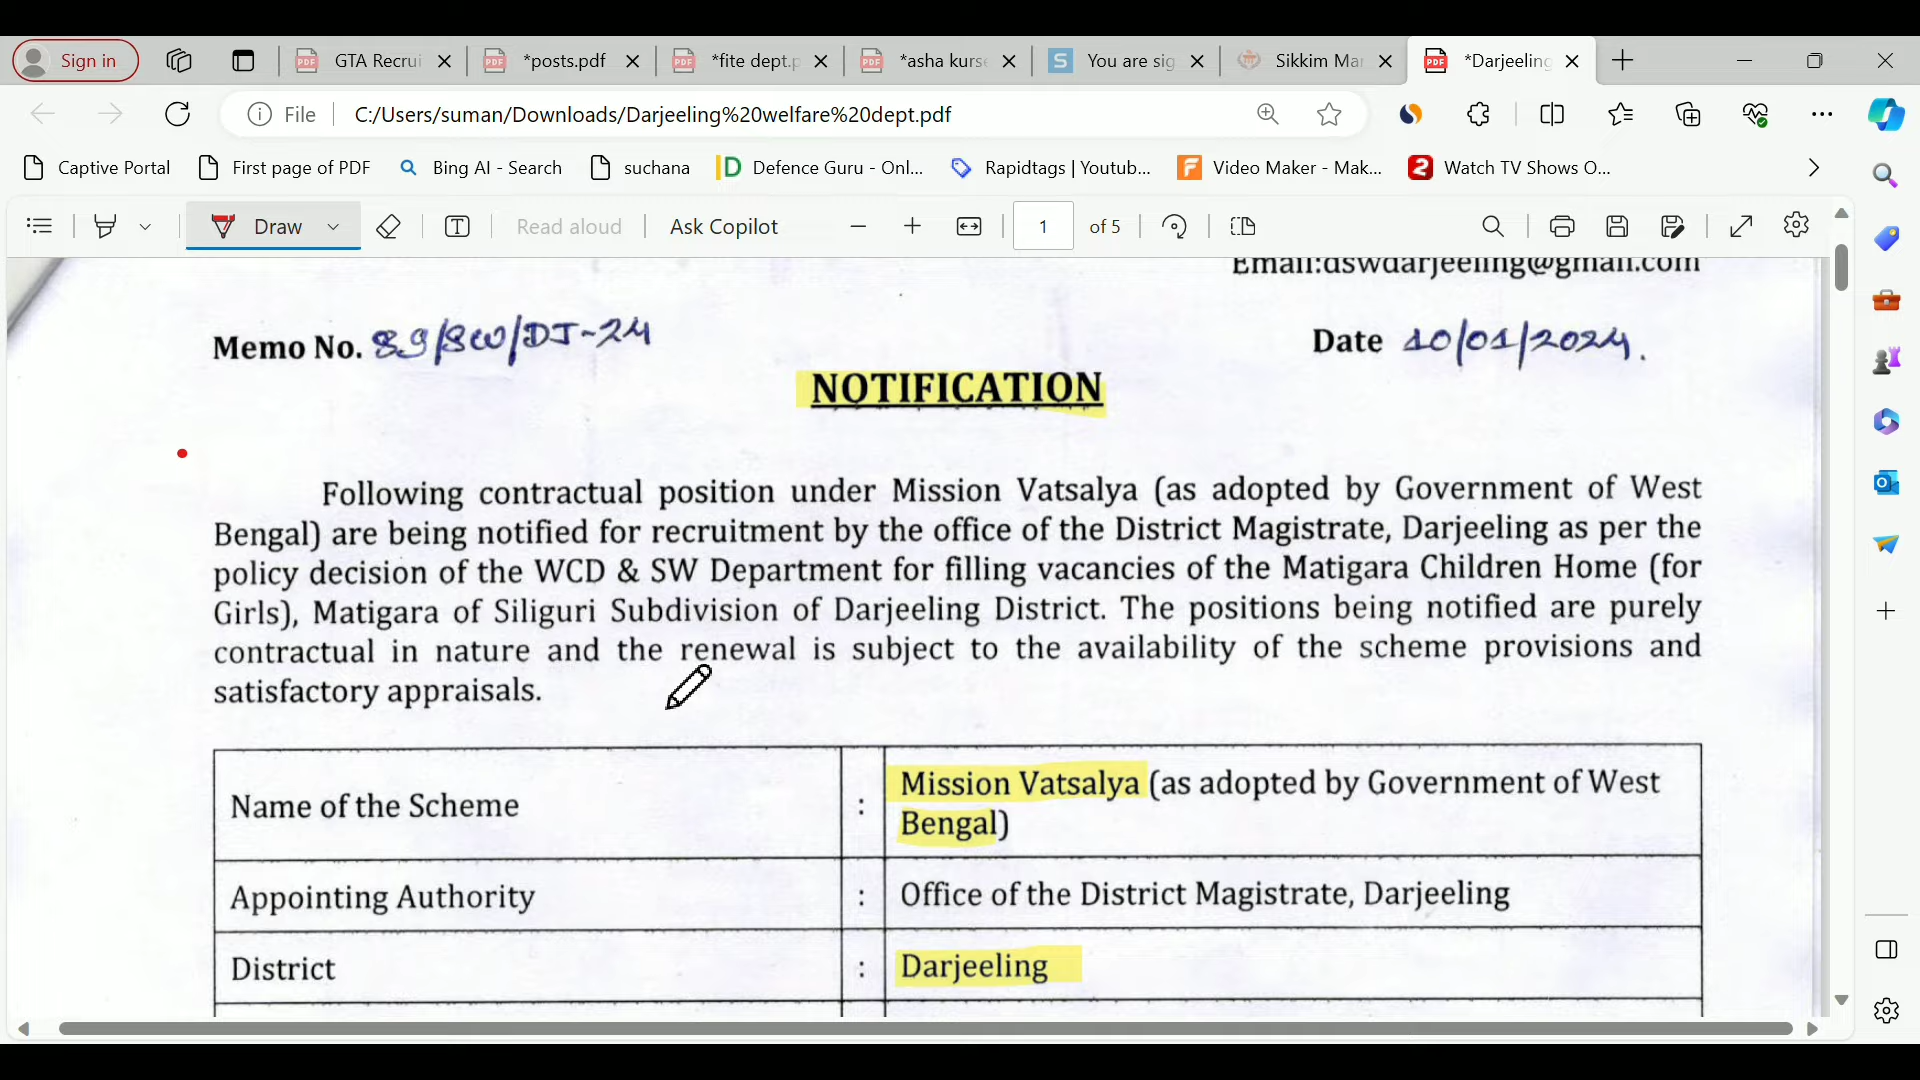 Sign in
GTA Recrui
*posts.pdf
*fite dept.p
*asha kurse
You are sig
Sikkim Mar
*Darjeeling
File
C:/Users/suman/Downloads/Darjeeling%20welfare%20dept.pdf
Captive Portal
First page of PDF
Bing AI - Search
suchana
Defence Guru - Onl...
Rapidtags | Youtub...
Video Maker - Mak...
Watch TV Shows O...
Draw
Read aloud
Ask Copilot
1
of 5
Email:dswdarjeeling@gmail.com
Memo No. 89/SW/DJ-24
Date 10/01/2024.
NOTIFICATION
Following contractual position under Mission Vatsalya (as adopted by Government of West
Bengal) are being notified for recruitment by the office of the District Magistrate, Darjeeling as per the
policy decision of the WCD & SW Department for filling vacancies of the Matigara Children Home (for
Girls), Matigara of Siliguri Subdivision of Darjeeling District. The positions being notified are purely
contractual in nature and the renewal is subject to the availability of the scheme provisions and
satisfactory appraisals.
Name of the Scheme : Mission Vatsalya (as adopted by Government of West
Bengal)
Appointing Authority : Office of the District Magistrate, Darjeeling
District : Darjeeling